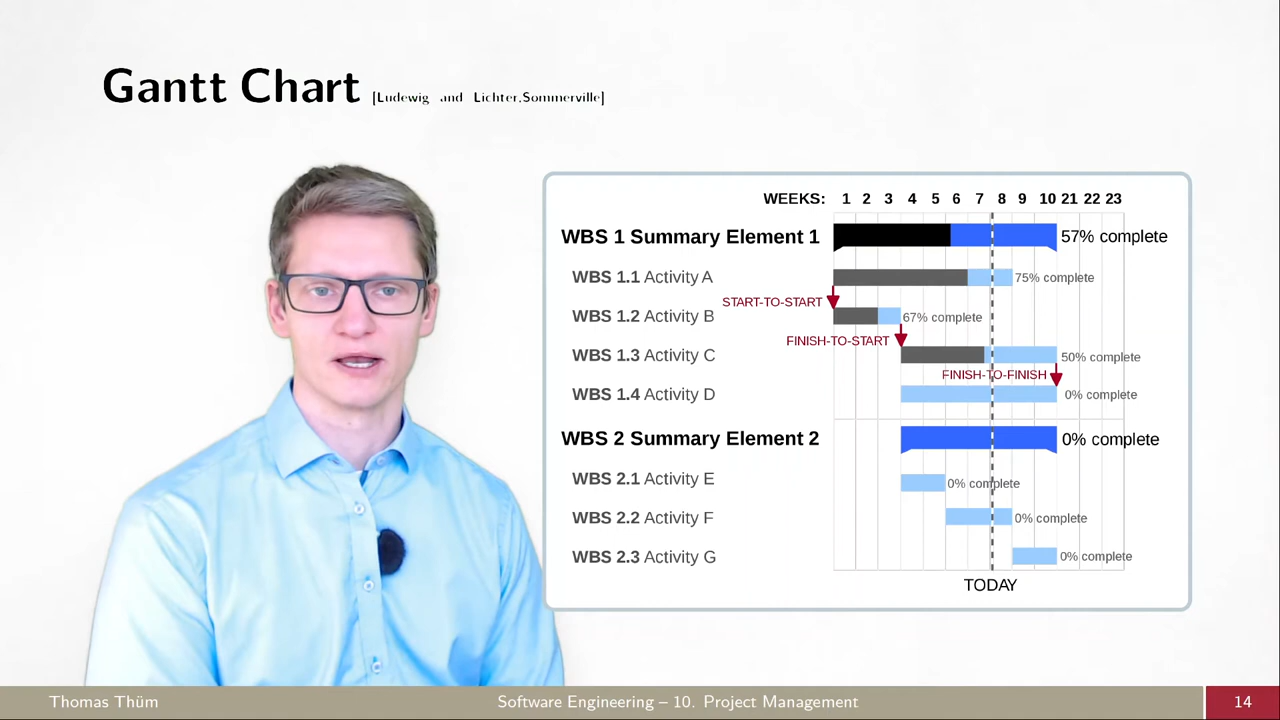 Gantt Chart [Ludewig and Lichter,Sommerville]
WEEKS: 1 2 3 4 5 6 7 8 9 10 21 22 23
WBS 1 Summary Element 1 57% complete
WBS 1.1 Activity A 75% complete
START-TO-START
WBS 1.2 Activity B 67% complete
FINISH-TO-START
WBS 1.3 Activity C 50% complete
FINISH-TO-FINISH
WBS 1.4 Activity D 0% complete
WBS 2 Summary Element 2 0% complete
WBS 2.1 Activity E 0% complete
WBS 2.2 Activity F 0% complete
WBS 2.3 Activity G 0% complete
TODAY
Thomas Thüm Software Engineering – 10. Project Management 14